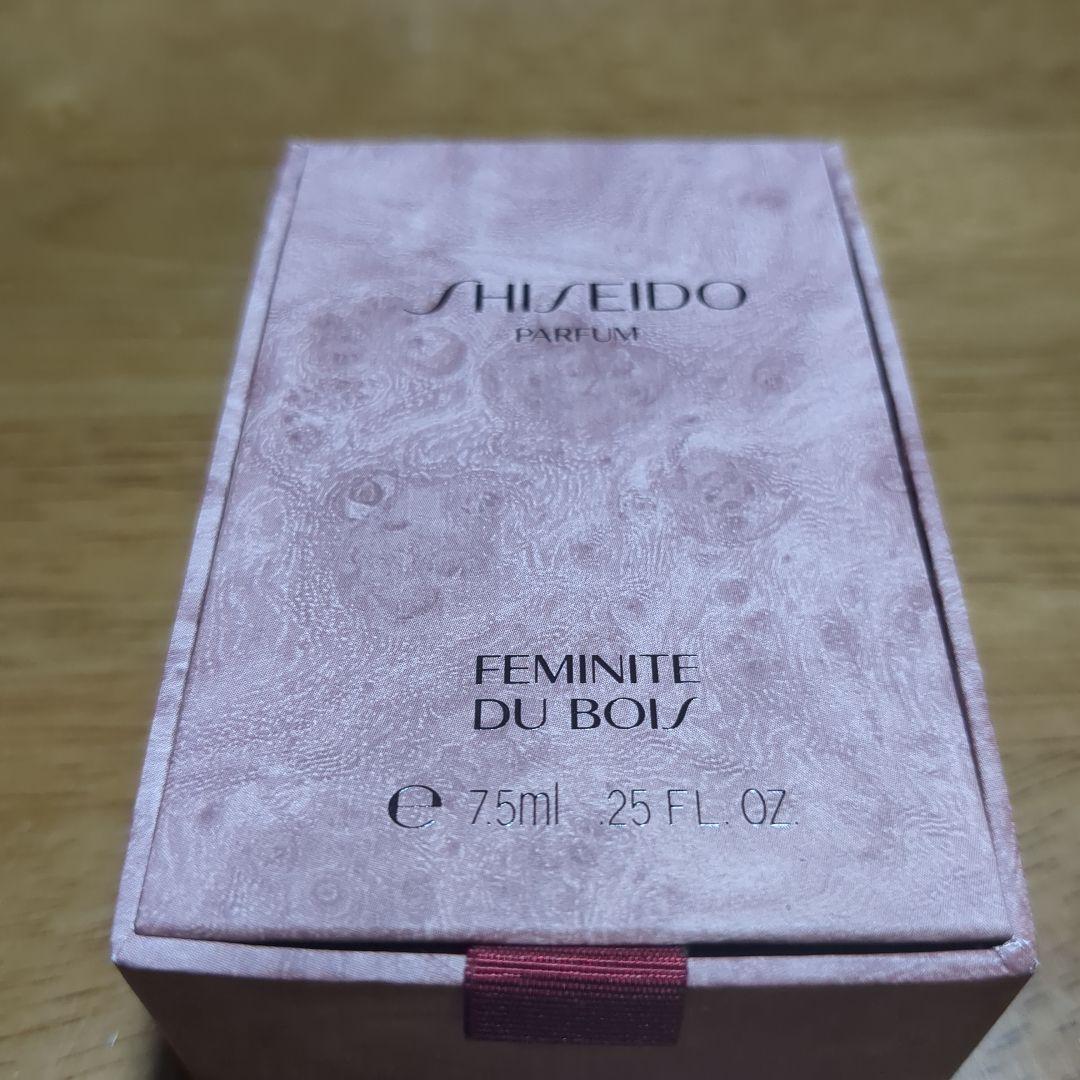 SHISEIDO
PARFUM
FEMINITE
DU BOIS
℮ 7.5ml .25 FL. OZ.